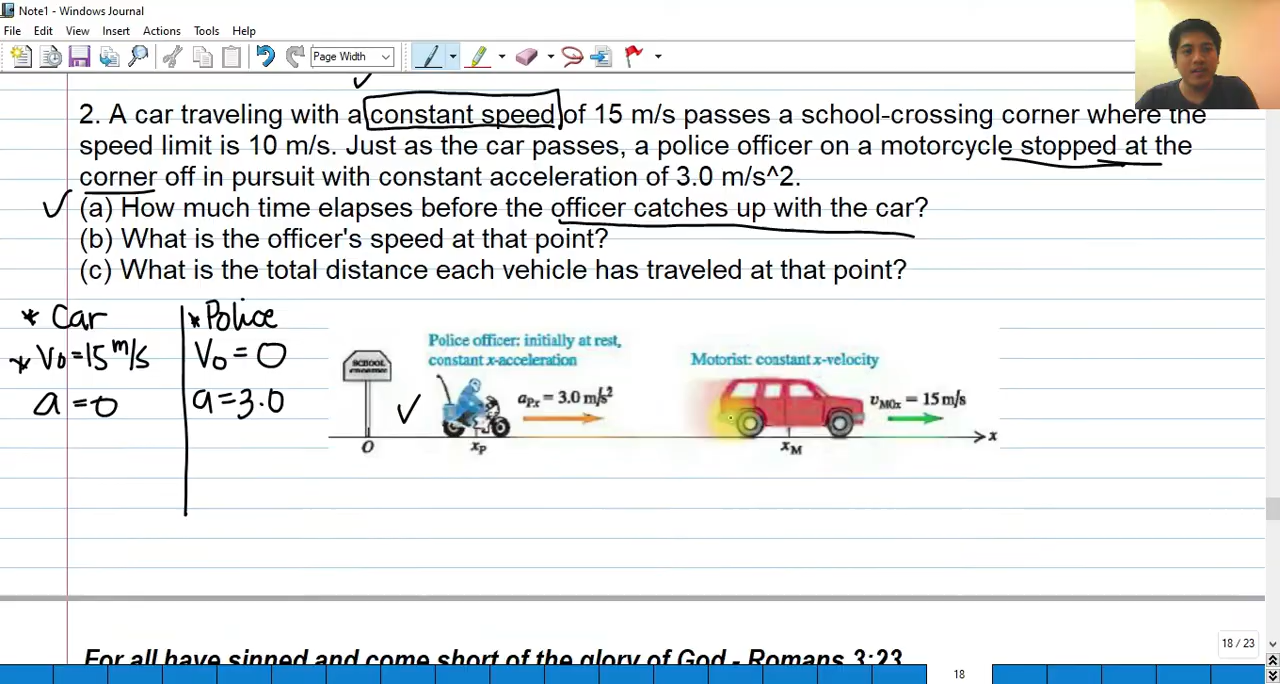 Note1 - Windows Journal
File Edit View Insert Actions Tools Help
Page Width
2. A car traveling with a constant speed of 15 m/s passes a school-crossing corner where the
speed limit is 10 m/s. Just as the car passes, a police officer on a motorcycle stopped at the
corner off in pursuit with constant acceleration of 3.0 m/s^2.
(a) How much time elapses before the officer catches up with the car?
(b) What is the officer's speed at that point?
(c) What is the total distance each vehicle has traveled at that point?
* Car
* V0 = 15 m/s
a = 0
* Police
V0 = 0
a = 3.0
Police officer: initially at rest,
constant x-acceleration
Motorist: constant x-velocity
SCHOOL
aPx = 3.0 m/s²
vM0x = 15 m/s
O
xP
xM
x
18 / 23
For all have sinned and come short of the glory of God - Romans 3:23
18